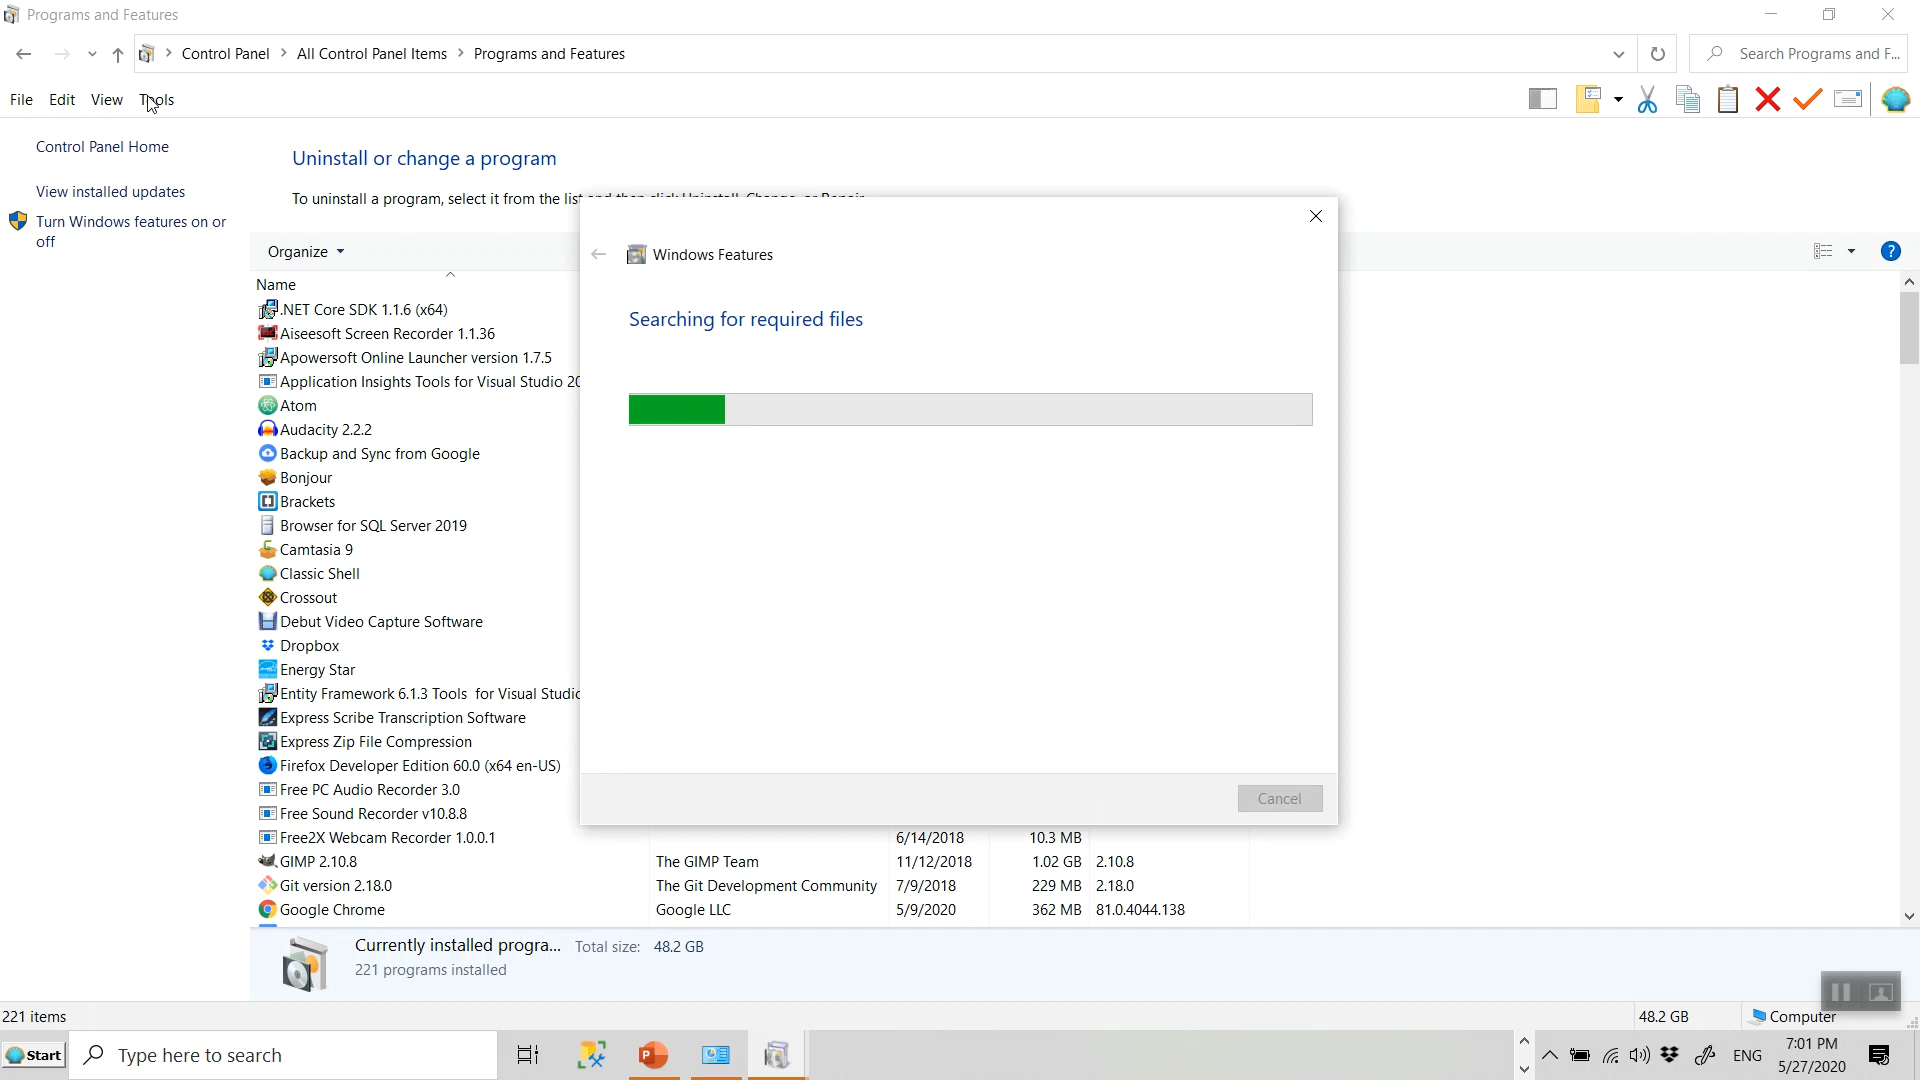 Programs and Features
Control Panel > All Control Panel Items > Programs and Features
Search Programs and F...
File Edit View Tools
Control Panel Home
View installed updates
Turn Windows features on or
off
Uninstall or change a program
To uninstall a program, select it from the list and then click Uninstall, Change, or Repair.
Organize
Name
.NET Core SDK 1.1.6 (x64)
Aiseesoft Screen Recorder 1.1.36
Apowersoft Online Launcher version 1.7.5
Application Insights Tools for Visual Studio 20
Atom
Audacity 2.2.2
Backup and Sync from Google
Bonjour
Brackets
Browser for SQL Server 2019
Camtasia 9
Classic Shell
Crossout
Debut Video Capture Software
Dropbox
Energy Star
Entity Framework 6.1.3 Tools for Visual Studio
Express Scribe Transcription Software
Express Zip File Compression
Firefox Developer Edition 60.0 (x64 en-US)
Free PC Audio Recorder 3.0
Free Sound Recorder v10.8.8
Free2X Webcam Recorder 1.0.0.1 6/14/2018 10.3 MB
GIMP 2.10.8 The GIMP Team 11/12/2018 1.02 GB 2.10.8
Git version 2.18.0 The Git Development Community 7/9/2018 229 MB 2.18.0
Google Chrome Google LLC 5/9/2020 362 MB 81.0.4044.138
Windows Features
Searching for required files
Cancel
Currently installed progra... Total size: 48.2 GB
221 programs installed
221 items
48.2 GB
Computer
Start
Type here to search
ENG
7:01 PM
5/27/2020